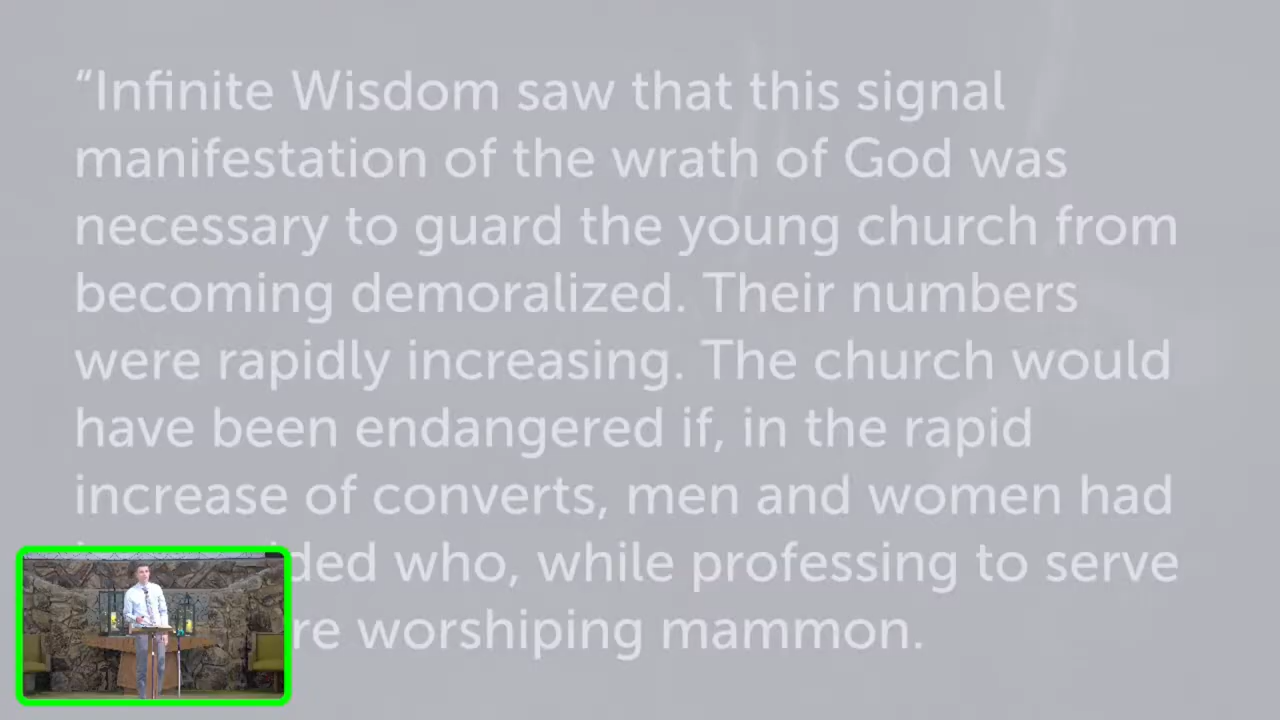 “Infinite Wisdom saw that this signal
manifestation of the wrath of God was
necessary to guard the young church from
becoming demoralized. Their numbers
were rapidly increasing. The church would
have been endangered if, in the rapid
increase of converts, men and women had
who, while professing to serve
worshiping mammon.